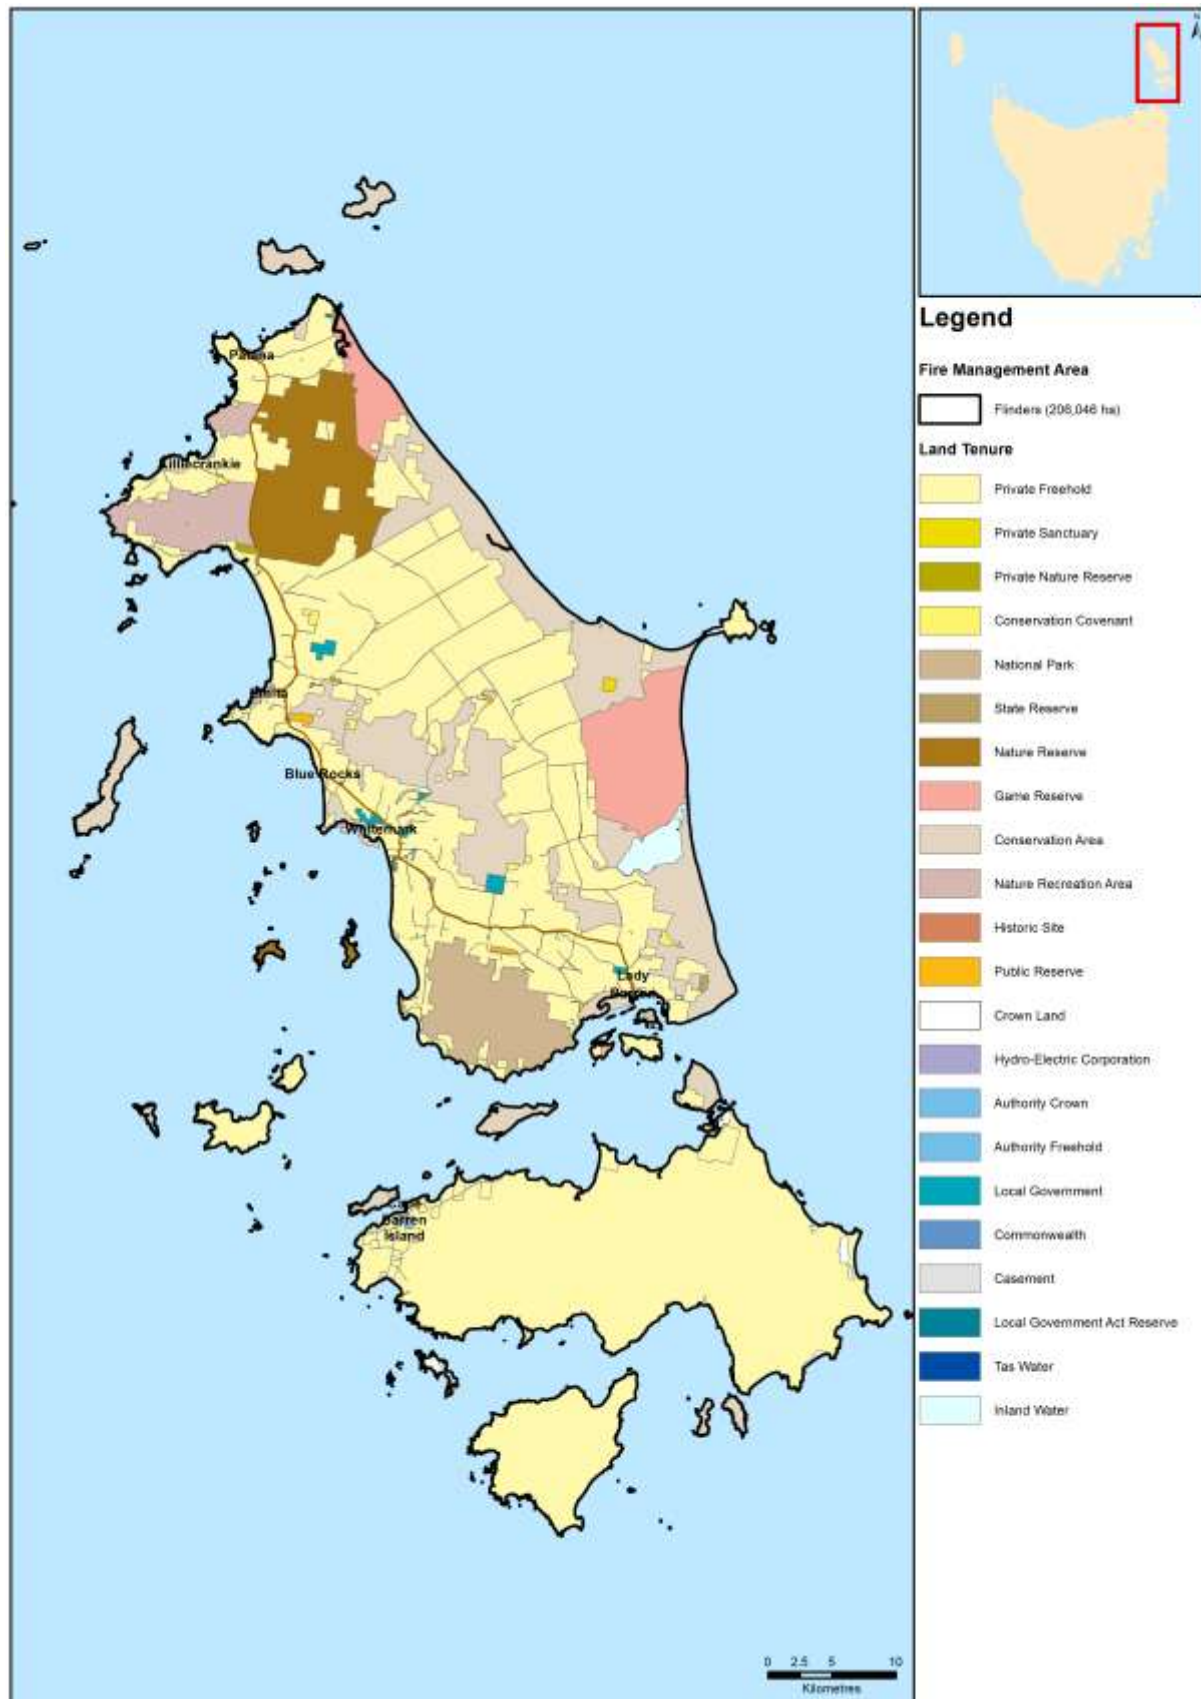 Patana
Killiecrankie
Emita
Blue Rocks
Whitemark
Lady
Barron
Barren
Island
0 2.5 5 10
Kilometres
N
Legend
Fire Management Area
Flinders (206,046 ha)
Land Tenure
Private Freehold
Private Sanctuary
Private Nature Reserve
Conservation Covenant
National Park
State Reserve
Nature Reserve
Game Reserve
Conservation Area
Nature Recreation Area
Historic Site
Public Reserve
Crown Land
Hydro-Electric Corporation
Authority Crown
Authority Freehold
Local Government
Commonwealth
Casement
Local Government Act Reserve
Tas Water
Inland Water